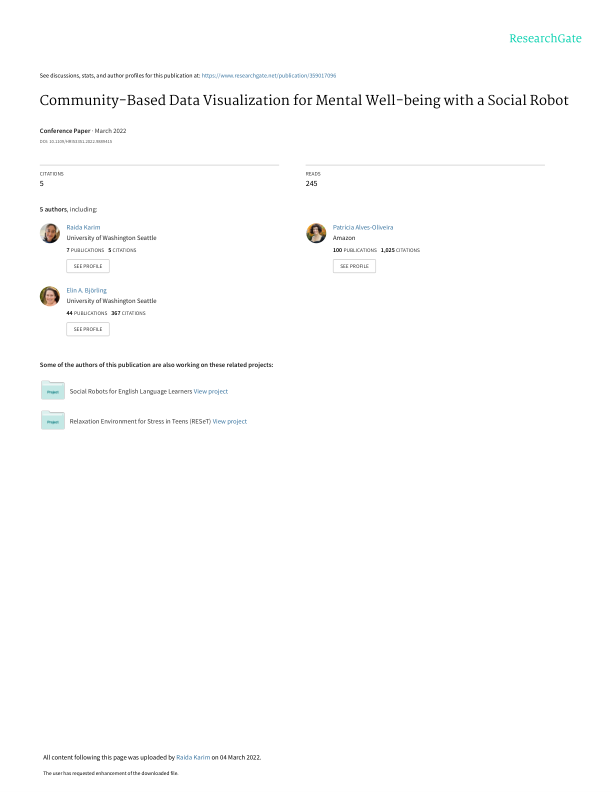 ResearchGate
See discussions, stats, and author profiles for this publication at: https://www.researchgate.net/publication/359017096
Community-Based Data Visualization for Mental Well-being with a Social Robot
Conference Paper · March 2022
DOI: 10.1109/HRI53351.2022.9889416
CITATIONS
5
READS
245
5 authors, including:
Raida Karim
University of Washington Seattle
7 PUBLICATIONS 5 CITATIONS
SEE PROFILE
Patricia Alves-Oliveira
Amazon
100 PUBLICATIONS 1,025 CITATIONS
SEE PROFILE
Elin A. Björling
University of Washington Seattle
44 PUBLICATIONS 367 CITATIONS
SEE PROFILE
Some of the authors of this publication are also working on these related projects:
Project
Social Robots for English Language Learners View project
Project
Relaxation Environment for Stress in Teens (RESeT) View project
All content following this page was uploaded by Raida Karim on 04 March 2022.
The user has requested enhancement of the downloaded file.